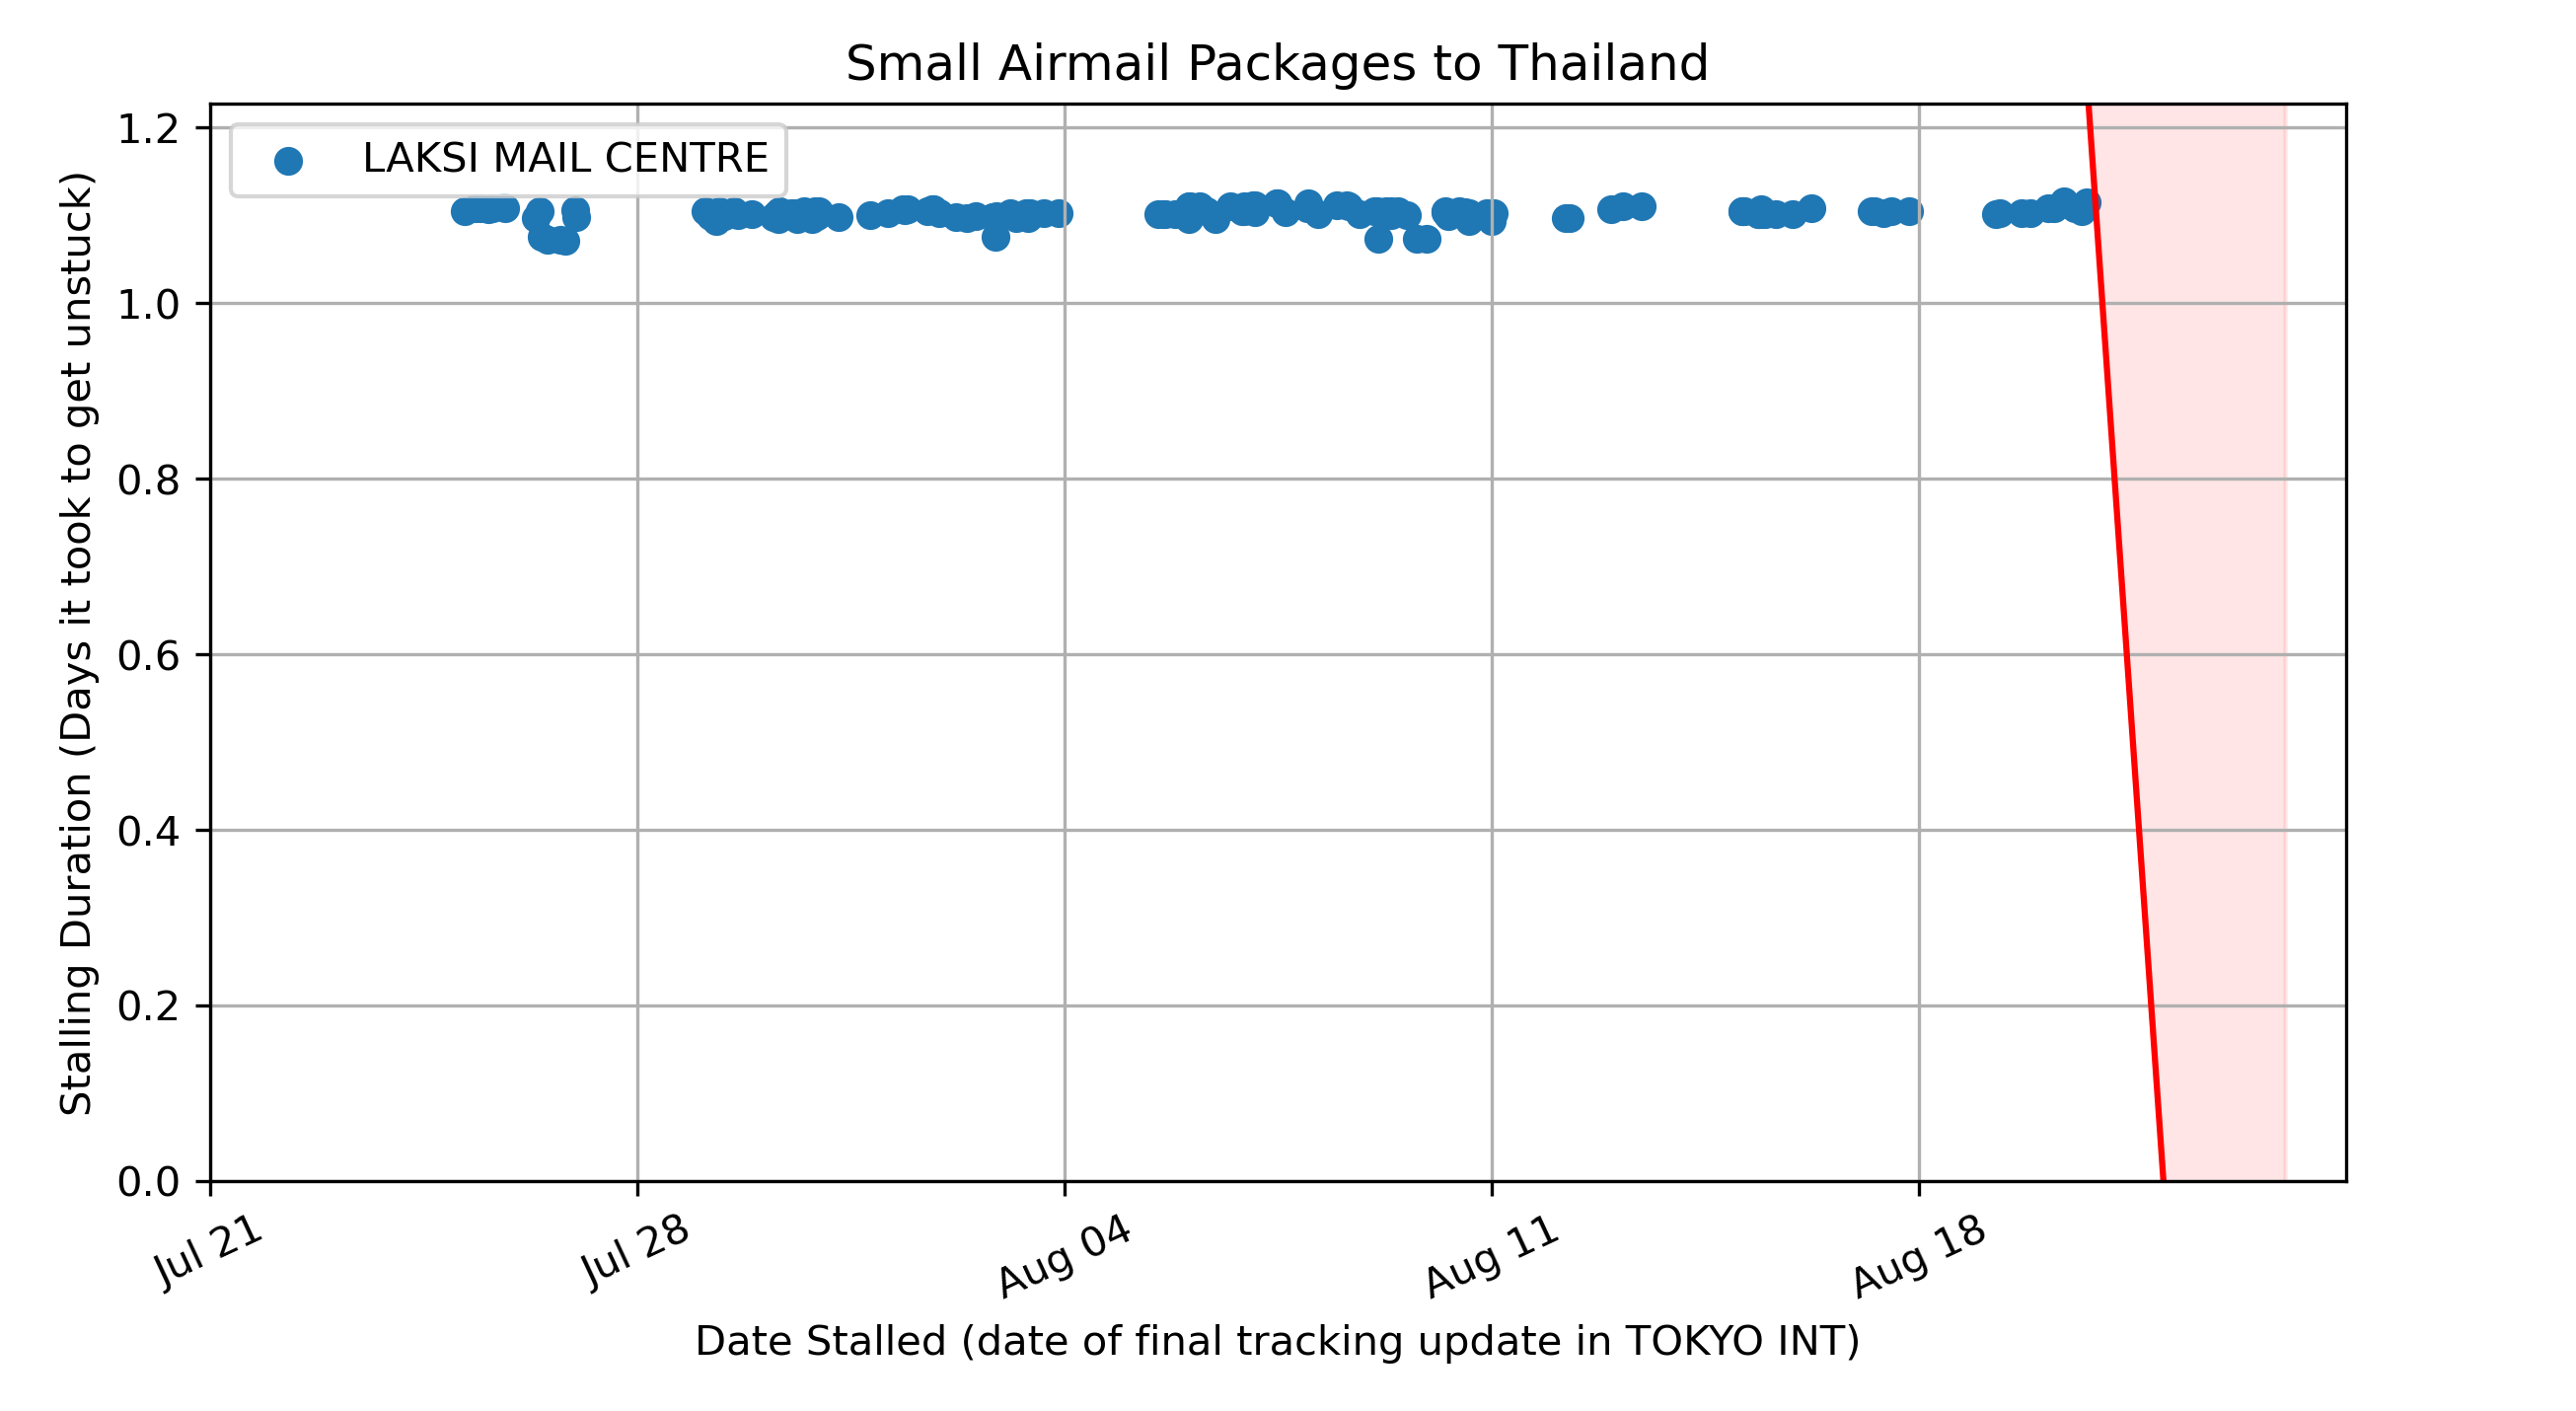 Small Airmail Packages to Thailand
LAKSI MAIL CENTRE
Stalling Duration (Days it took to get unstuck)
1.2
1.0
0.8
0.6
0.4
0.2
0.0
Jul 21
Jul 28
Aug 04
Aug 11
Aug 18
Date Stalled (date of final tracking update in TOKYO INT)